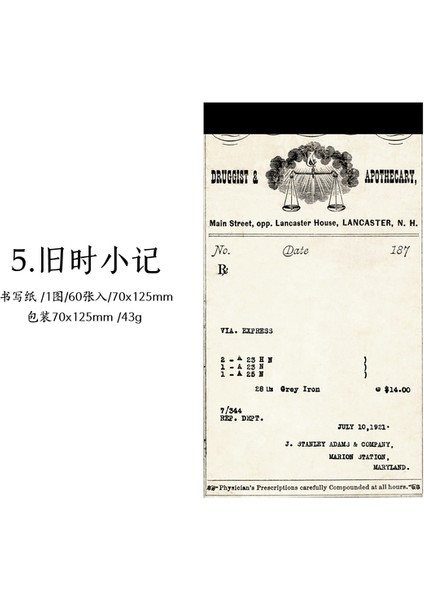 5.旧时小记
书写纸 /1图/60张入/70x125mm
包装70x125mm /43g
DRUGGIST & APOTHECARY,
Main Street, opp. Lancaster House, LANCASTER, N. H.
No. Date 187
℞
VIA. EXPRESS
2 - A 23 H N }
1 - A 23 N }
1 - A 25 N }
28 Grey Iron @ $14.00
7/344
REP. DEPT.
JULY 10,1921.
J. STANLEY ADAMS & COMPANY,
MARION STATION,
MARYLAND.
"Physician's Prescriptions carefully Compounded at all hours."